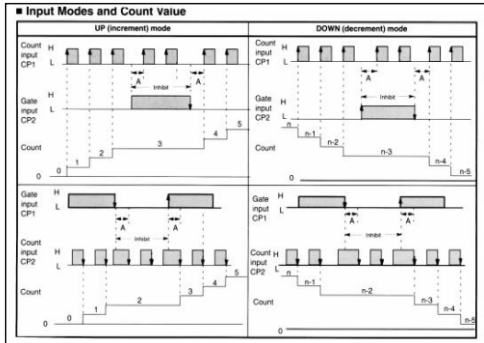 ■ Input Modes and Count Value
UP (increment) mode
DOWN (decrement) mode
Count input CP1 H L
A A
Inhibit
Gate input CP2 H L
Count 0 1 2 3 4 5
Count input CP1 H L
A A
Inhibit
Gate input CP2 H L
Count n n-1 n-2 n-3 n-4 n-5
0
Gate input CP1 H L
A A
Inhibit
Count input CP2 H L
Count 0 0 1 2 3 4 5
Gate input CP1 H L
A A
Inhibit
Count input CP2 H L
Count n n-1 n-2 n-3 n-4 n-5
0